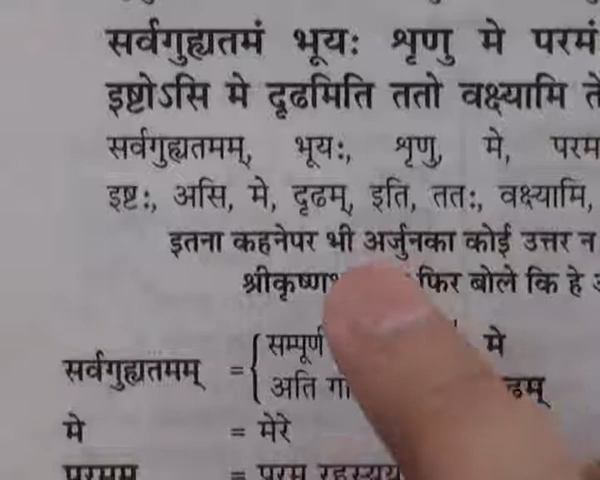 सर्वगुह्यतमं भूयः शृणु मे परमं
इष्टोऽसि मे दृढमिति ततो वक्ष्यामि ते
सर्वगुह्यतमम्, भूयः, शृणु, मे,
इष्टः, असि, मे, दृढम्, इति, ततः, वक्ष्यामि,
इतना कहनेपर भी अर्जुनका कोई उत्तर न
फिर बोले कि हे
सर्वगुह्यतमम् = { सम्पूर्ण मे
अति
मे = मेरे
= परम